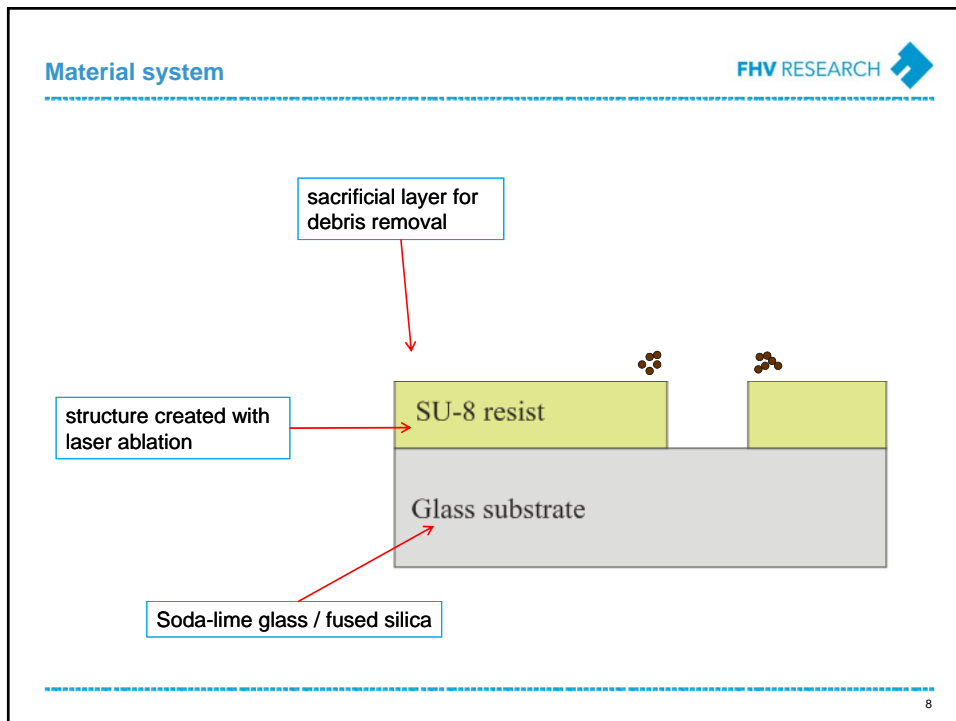 Material system
FHV RESEARCH
sacrificial layer for
debris removal
structure created with
laser ablation
SU-8 resist
Glass substrate
Soda-lime glass / fused silica
8